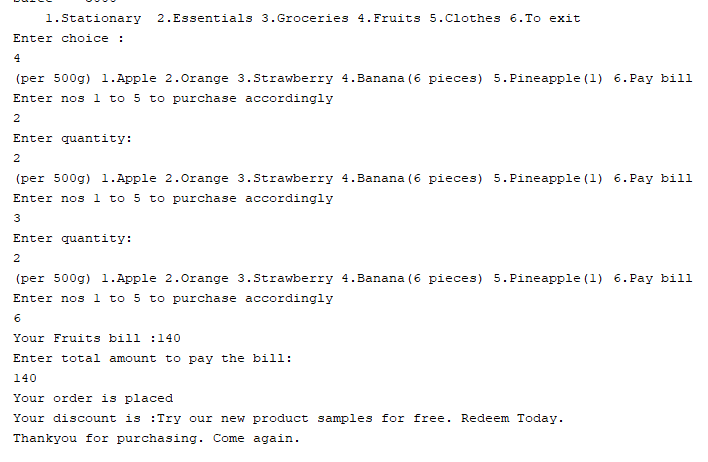 1.Stationary 2.Essentials 3.Groceries 4.Fruits 5.Clothes 6.To exit
Enter choice :
4
(per 500g) 1.Apple 2.Orange 3.Strawberry 4.Banana(6 pieces) 5.Pineapple(1) 6.Pay bill
Enter nos 1 to 5 to purchase accordingly
2
Enter quantity:
2
(per 500g) 1.Apple 2.Orange 3.Strawberry 4.Banana(6 pieces) 5.Pineapple(1) 6.Pay bill
Enter nos 1 to 5 to purchase accordingly
3
Enter quantity:
2
(per 500g) 1.Apple 2.Orange 3.Strawberry 4.Banana(6 pieces) 5.Pineapple(1) 6.Pay bill
Enter nos 1 to 5 to purchase accordingly
6
Your Fruits bill :140
Enter total amount to pay the bill:
140
Your order is placed
Your discount is :Try our new product samples for free. Redeem Today.
Thankyou for purchasing. Come again.